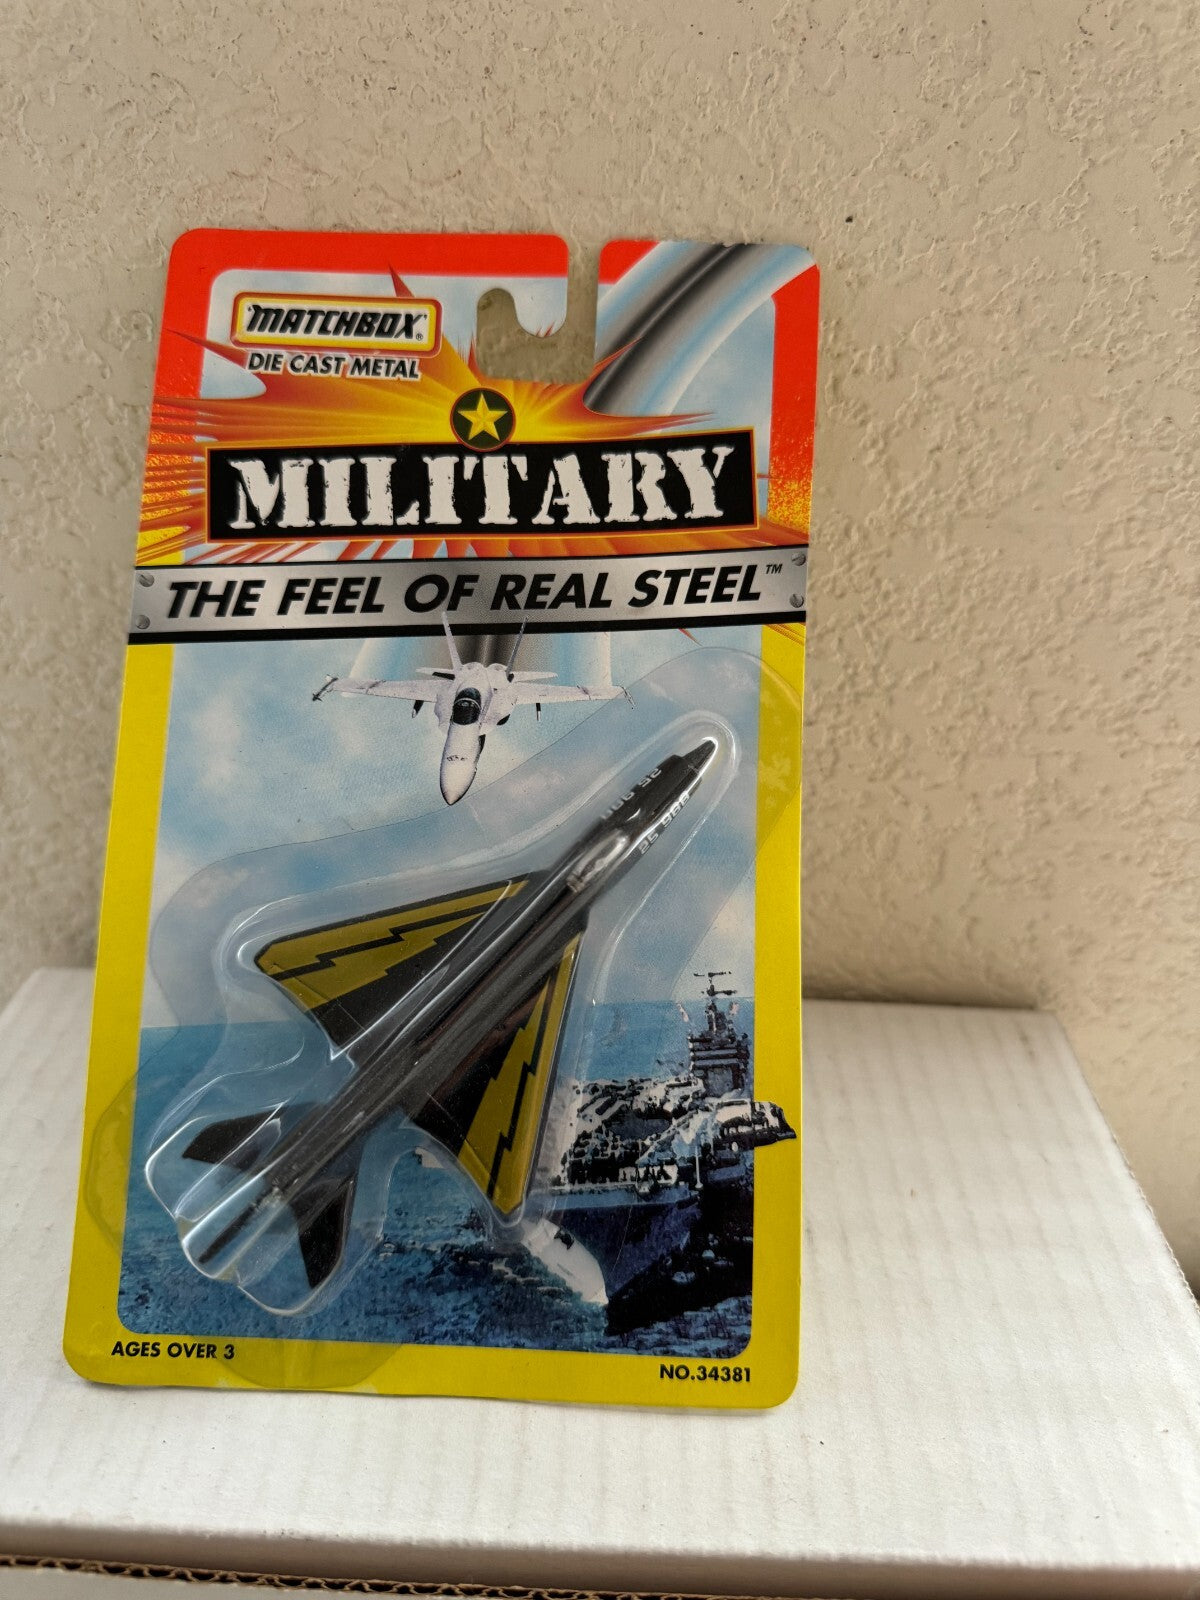 MATCHBOX®
DIE CAST METAL
MILITARY
THE FEEL OF REAL STEEL™
AGES OVER 3
NO.34381